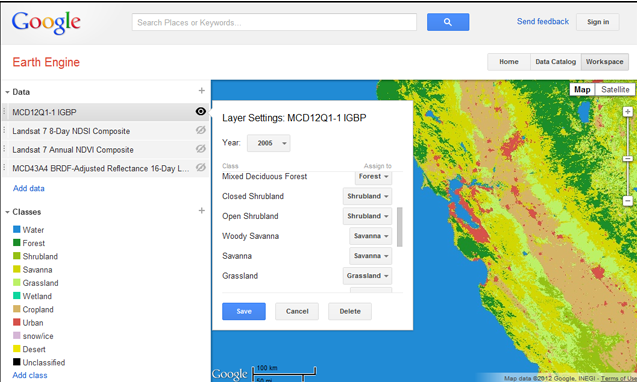 Google
Search Places or Keywords...
Send feedback
Sign in
Earth Engine
Home
Data Catalog
Workspace
Data
+
MCD12Q1-1 IGBP
Landsat 7 8-Day NDSI Composite
Landsat 7 Annual NDVI Composite
MCD43A4 BRDF-Adjusted Reflectance 16-Day L...
Add data
Classes
+
Water
Forest
Shrubland
Savanna
Grassland
Wetland
Cropland
Urban
snow/ice
Desert
Unclassified
Add class
Layer Settings: MCD12Q1-1 IGBP
Year: 2005
Class Assign to
Mixed Deciduous Forest Forest
Closed Shrubland Shrubland
Open Shrubland Shrubland
Woody Savanna Savanna
Savanna Savanna
Grassland Grassland
Save Cancel Delete
Map Satellite
+
-
Google
100 km
50 mi
Map data ©2012 Google, INEGI - Terms of Use